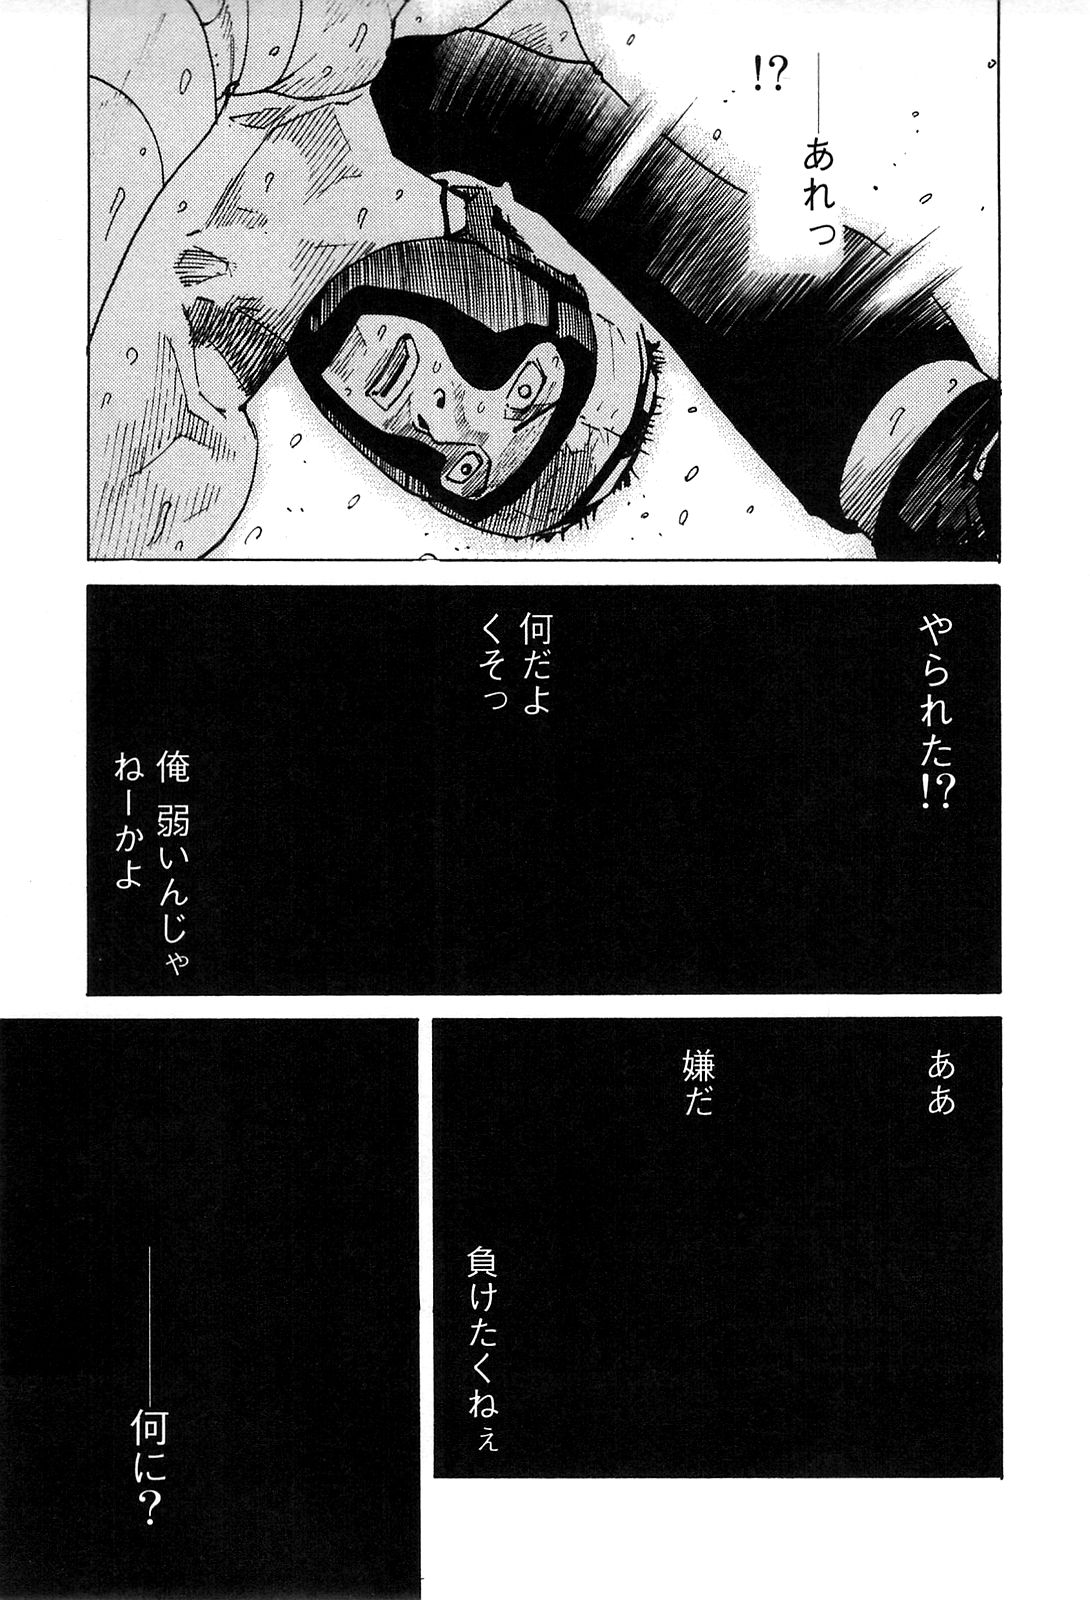 ――あれっ
!?
やられた!?
何だよ
くそっ
俺 弱いんじゃ
ねーかよ
ああ
嫌だ
負けたくねぇ
――何に?